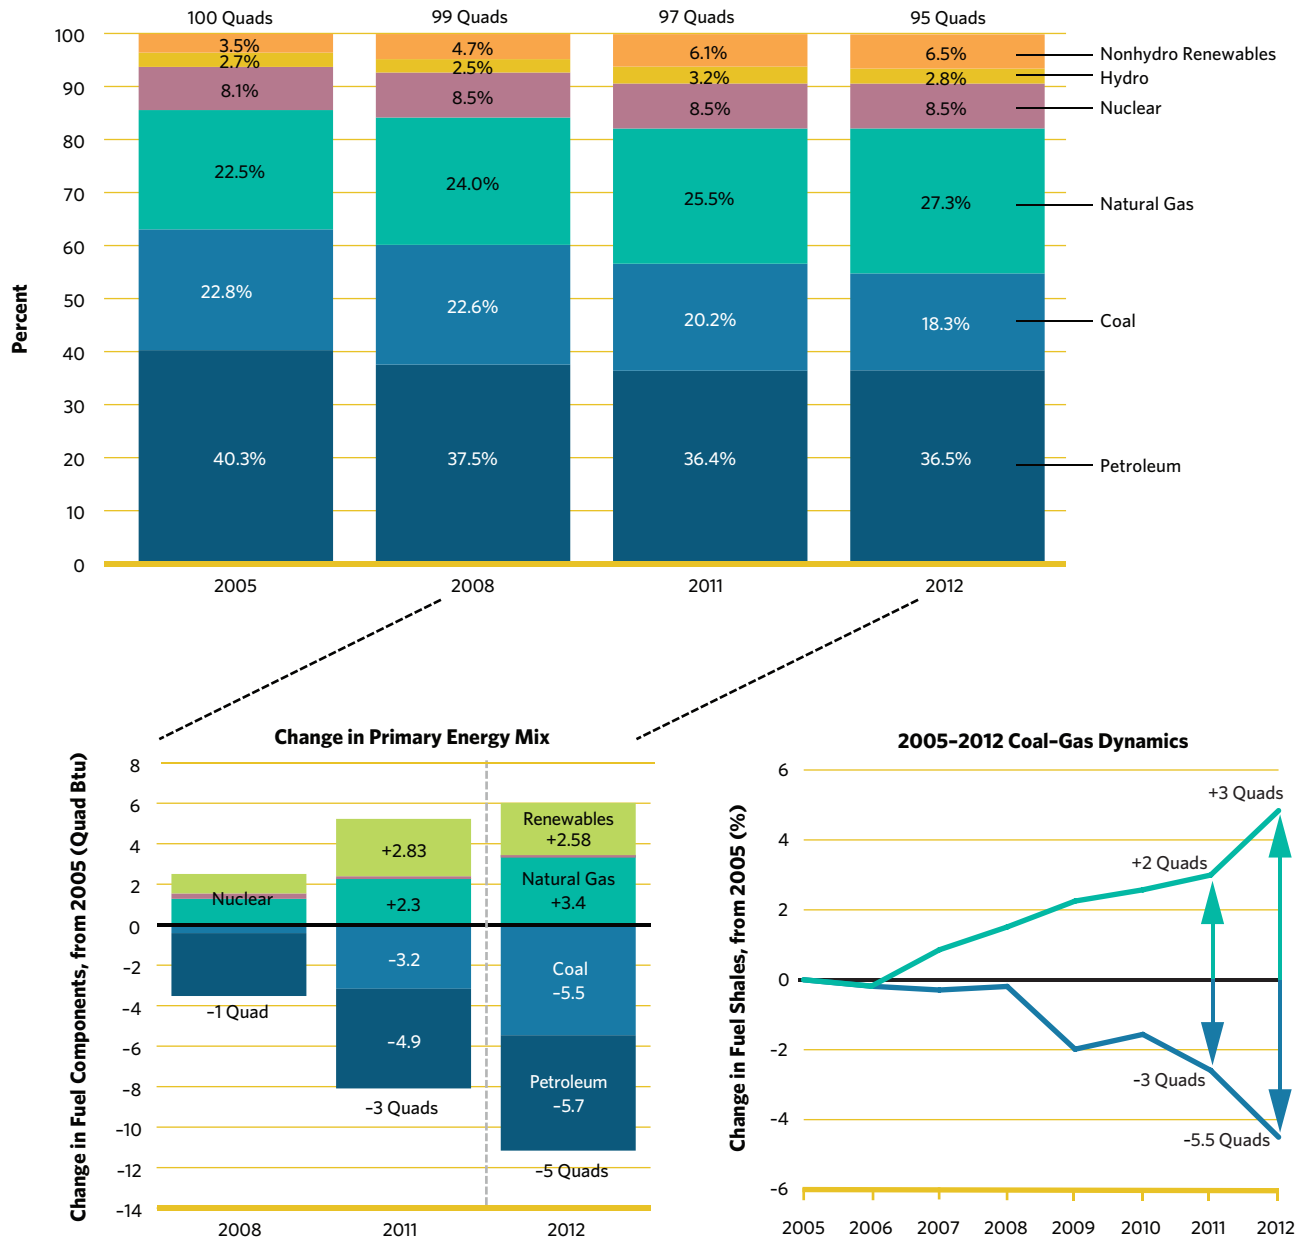 100 Quads 99 Quads 97 Quads 95 Quads
100
90
80
70
60
50
40
30
20
10
0
Percent
3.5% 4.7% 6.1% 6.5% Nonhydro Renewables
2.7% 2.5% 3.2% 2.8% Hydro
8.1% 8.5% 8.5% 8.5% Nuclear
22.5% 24.0% 25.5% 27.3% Natural Gas
22.8% 22.6% 20.2% 18.3% Coal
40.3% 37.5% 36.4% 36.5% Petroleum
2005 2008 2011 2012
Change in Primary Energy Mix
Change in Fuel Components, from 2005 (Quad Btu)
8
6
4
2
0
–2
–4
–6
–8
–10
–12
–14
Nuclear
–1 Quad
+2.83
+2.3
–3.2
–4.9
–3 Quads
Renewables
+2.58
Natural Gas
+3.4
Coal
–5.5
Petroleum
–5.7
–5 Quads
2008 2011 2012
2005–2012 Coal–Gas Dynamics
Change in Fuel Shales, from 2005 (%)
6
4
2
0
-2
-4
-6
+3 Quads
+2 Quads
–3 Quads
-5.5 Quads
2005 2006 2007 2008 2009 2010 2011 2012